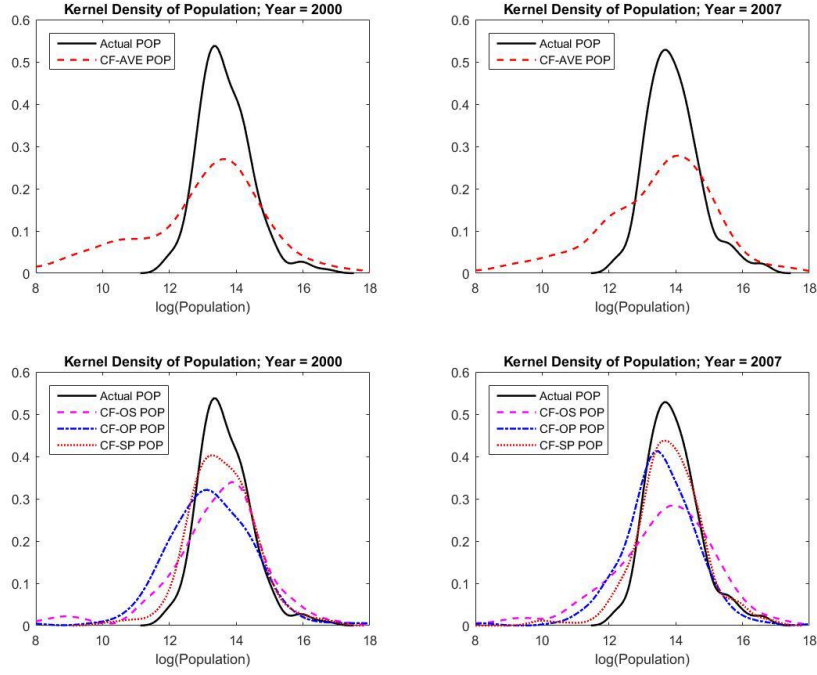 Kernel Density of Population; Year = 2000
0.6
0.5
0.4
0.3
0.2
0.1
0
Actual POP
CF-AVE POP
8 10 12 14 16 18
log(Population)
Kernel Density of Population; Year = 2007
0.6
0.5
0.4
0.3
0.2
0.1
0
Actual POP
CF-AVE POP
8 10 12 14 16 18
log(Population)
Kernel Density of Population; Year = 2000
0.6
0.5
0.4
0.3
0.2
0.1
0
Actual POP
CF-OS POP
CF-OP POP
CF-SP POP
8 10 12 14 16 18
log(Population)
Kernel Density of Population; Year = 2007
0.6
0.5
0.4
0.3
0.2
0.1
0
Actual POP
CF-OS POP
CF-OP POP
CF-SP POP
8 10 12 14 16 18
log(Population)